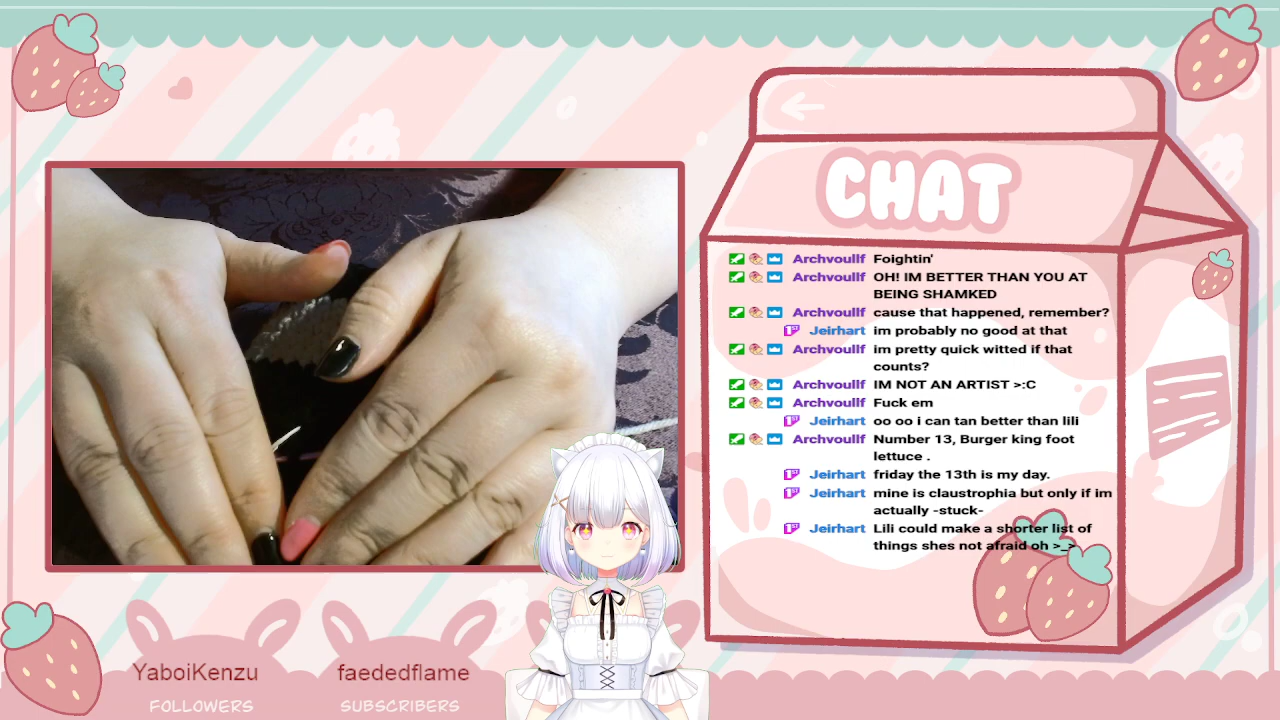 CHAT
Archvoullf Foightin'
Archvoullf OH! IM BETTER THAN YOU AT
BEING SHAMKED
Archvoullf cause that happened, remember?
Jeirhart im probably no good at that
Archvoullf im pretty quick witted if that
counts?
Archvoullf IM NOT AN ARTIST >:C
Archvoullf Fuck em
Jeirhart oo oo i can tan better than lili
Archvoullf Number 13, Burger king foot
lettuce .
Jeirhart friday the 13th is my day.
Jeirhart mine is claustrophia but only if im
actually -stuck-
Jeirhart Lili could make a shorter list of
things shes not afraid oh >_>
YaboiKenzu faededflame
FOLLOWERS SUBSCRIBERS